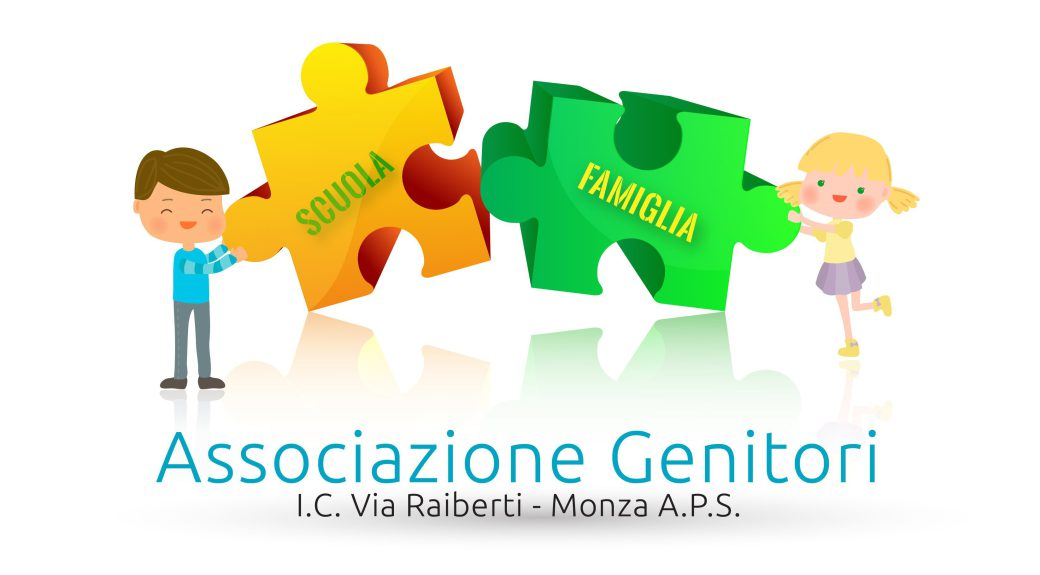 SCUOLA
FAMIGLIA
Associazione Genitori
I.C. Via Raiberti - Monza A.P.S.